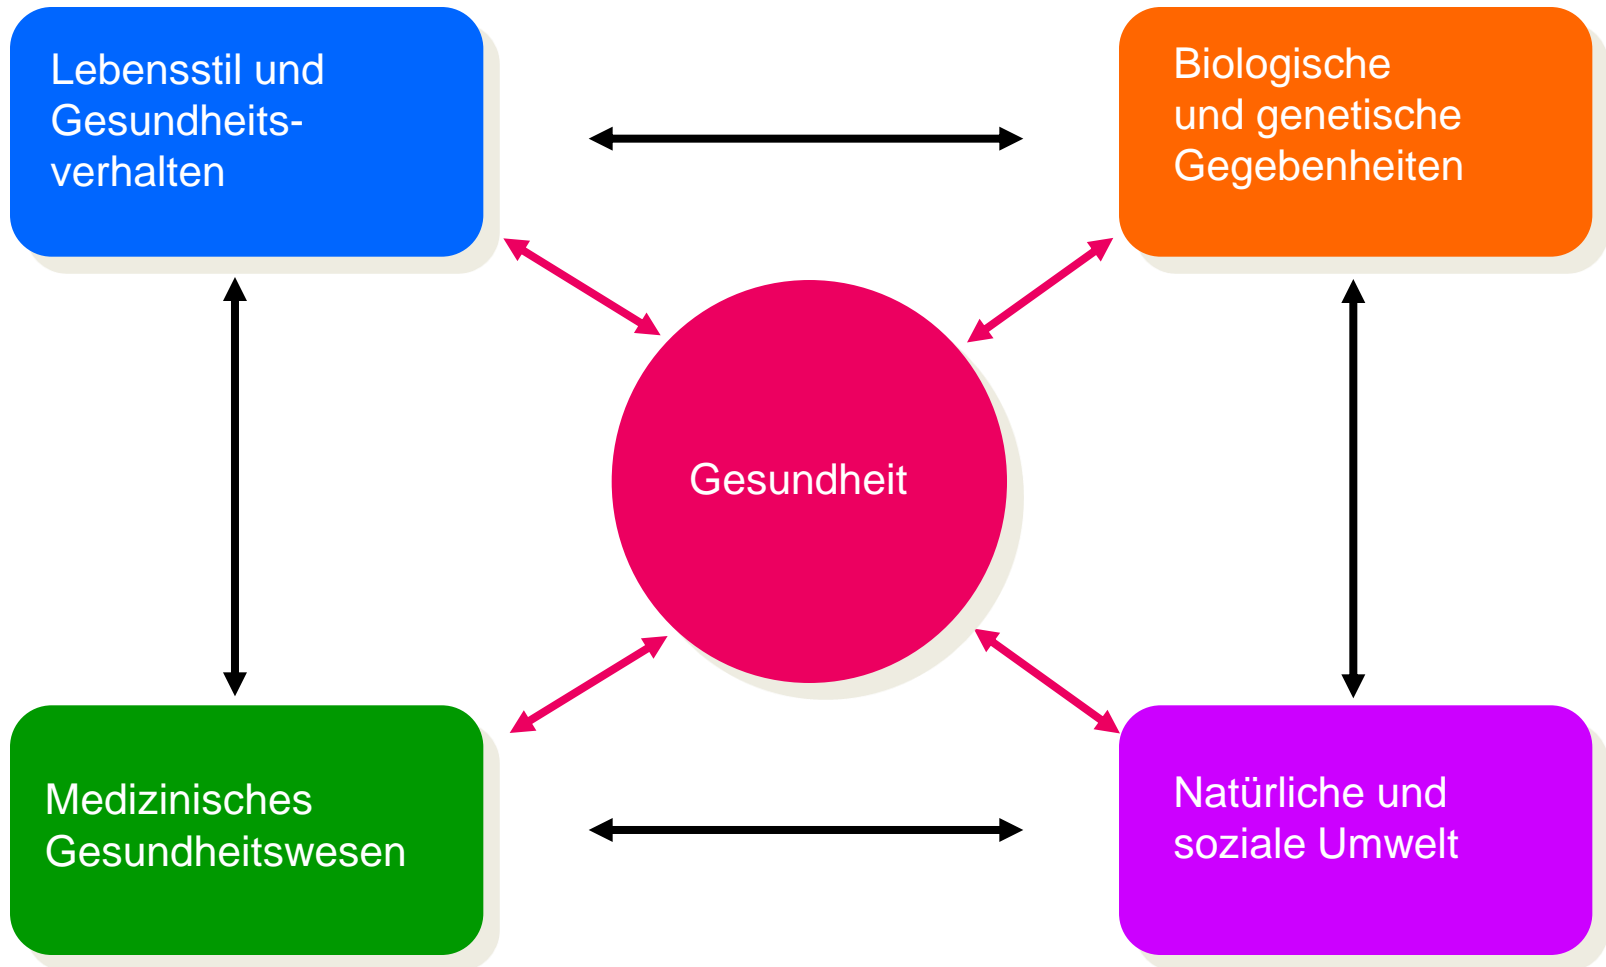 Lebensstil und
Gesundheits-
verhalten
Biologische
und genetische
Gegebenheiten
Gesundheit
Medizinisches
Gesundheitswesen
Natürliche und
soziale Umwelt